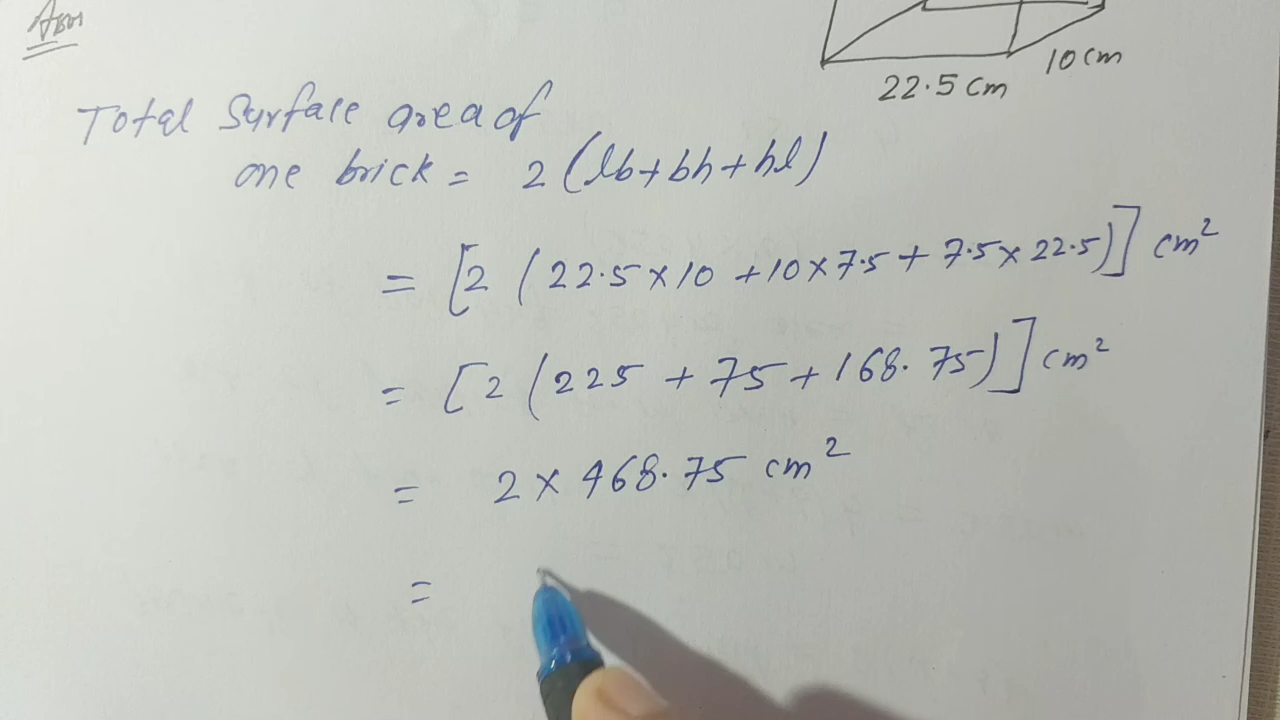 Ans
10 cm
22.5 cm
Total Surface area of
one brick = 2 (lb+bh+hl)
= [2 (22.5×10 +10×7.5+7.5×22.5)] cm²
= [2 (225 + 75 + 168.75)] cm²
= 2 × 468.75 cm²
=